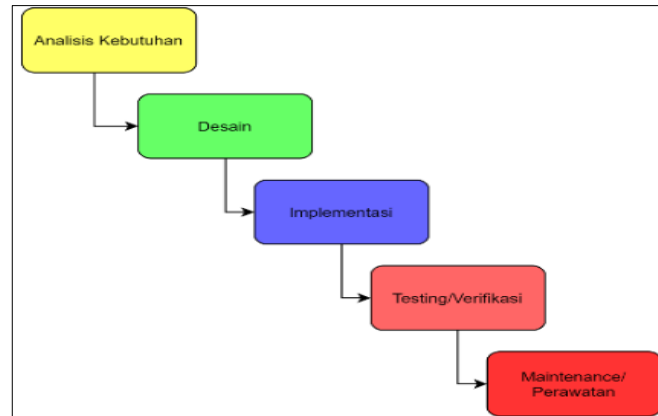 Analisis Kebutuhan
Desain
Implementasi
Testing/Verifikasi
Maintenance/
Perawatan